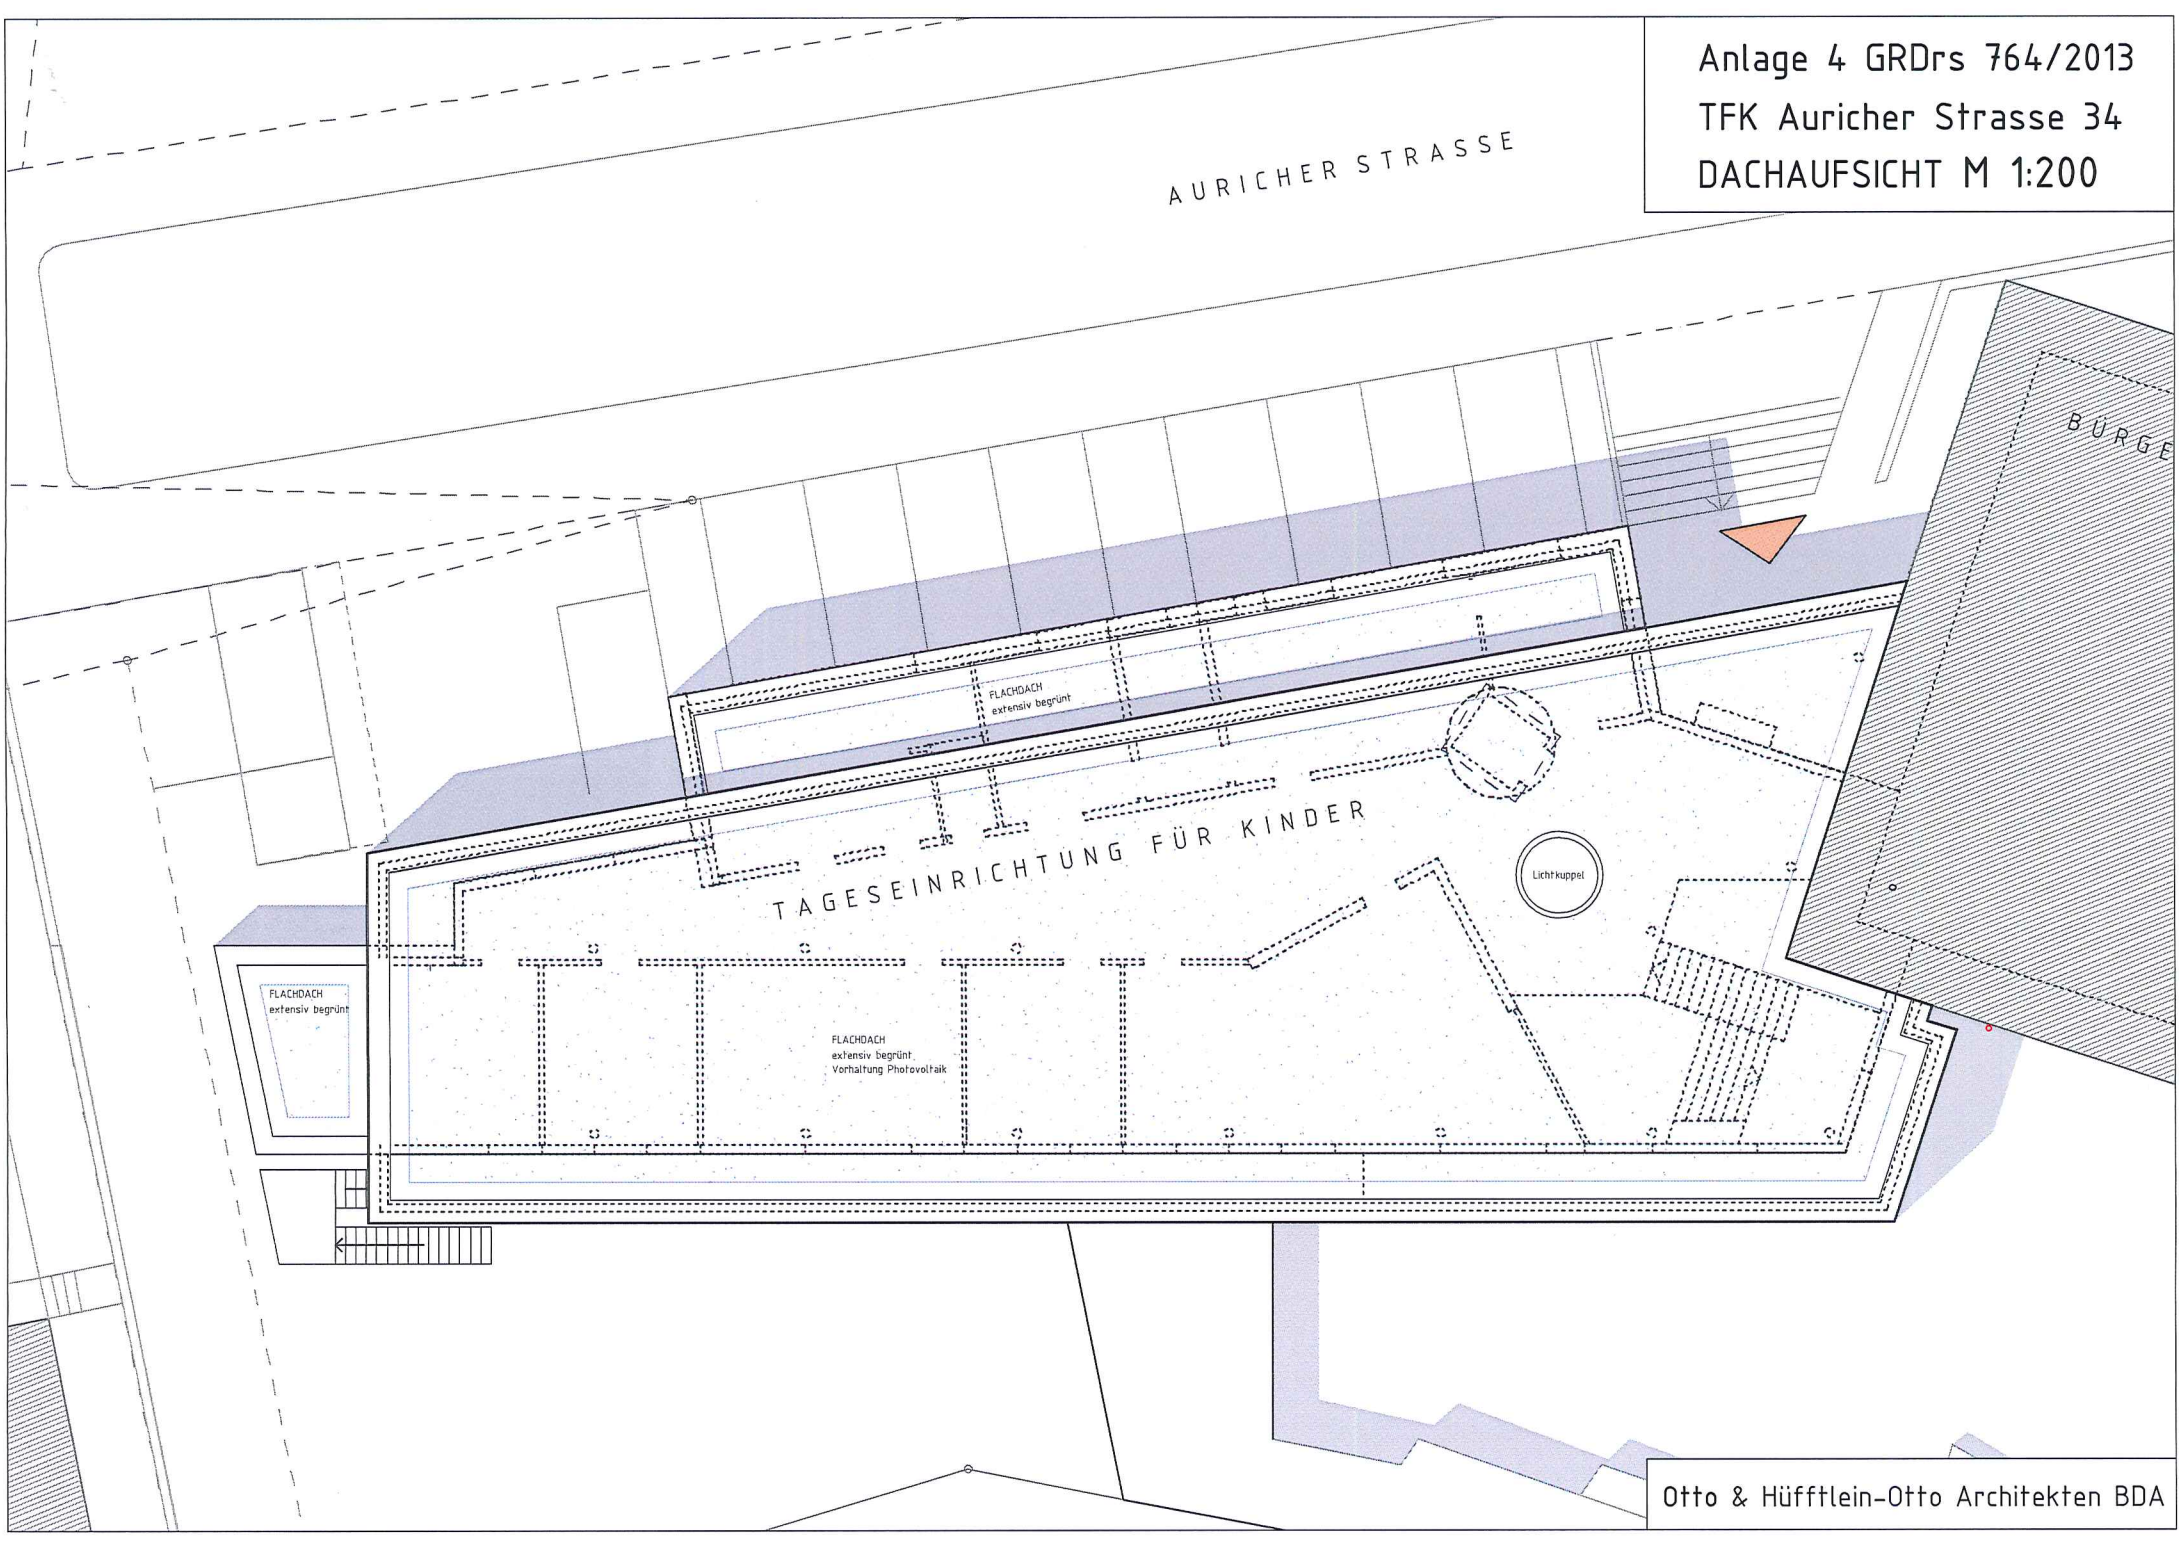 Anlage 4 GRDrs 764/2013
TFK Auricher Strasse 34
DACHAUFSICHT M 1:200
AURICHER STRASSE
BÜRGE
FLACHDACH
extensiv begrünt
TAGESEINRICHTUNG FÜR KINDER
Lichtkuppel
FLACHDACH
extensiv begrünt
FLACHDACH
extensiv begrünt,
Vorhaltung Photovoltaik
Otto & Hüfftlein-Otto Architekten BDA